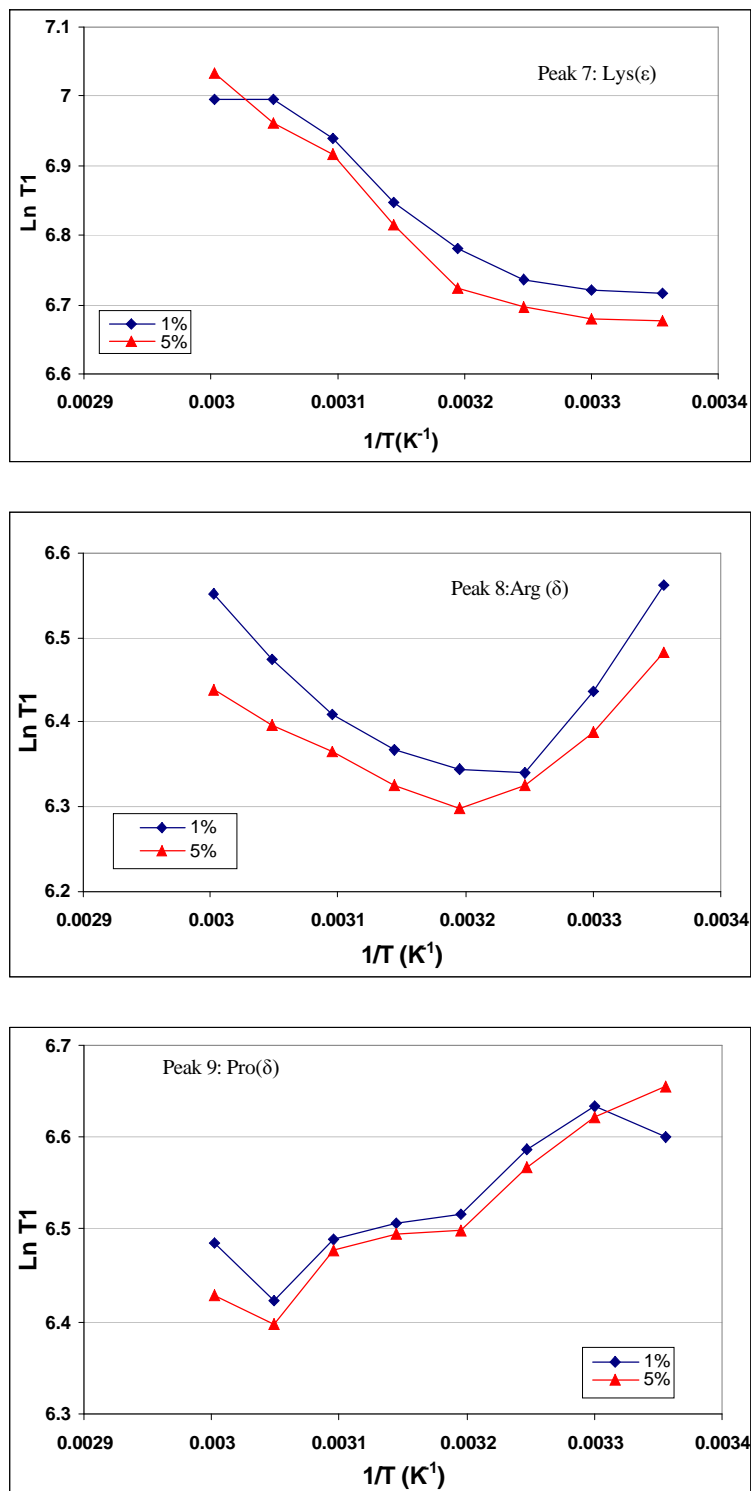 7.1
7
6.9
6.8
6.7
6.6
Ln T1
Peak 7: Lys(ε)
1%
5%
0.0029 0.003 0.0031 0.0032 0.0033 0.0034
1/T(K-1)
6.6
6.5
6.4
6.3
6.2
Ln T1
Peak 8:Arg (δ)
1%
5%
0.0029 0.003 0.0031 0.0032 0.0033 0.0034
1/T (K-1)
6.7
6.6
6.5
6.4
6.3
Ln T1
Peak 9: Pro(δ)
1%
5%
0.0029 0.003 0.0031 0.0032 0.0033 0.0034
1/T (K-1)